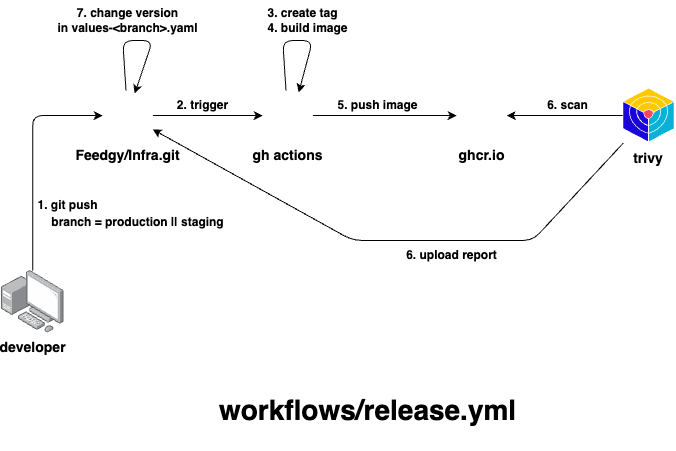 7. change version
in values-<branch>.yaml
3. create tag
4. build image
2. trigger
5. push image
6. scan
Feedgy/Infra.git
gh actions
ghcr.io
trivy
1. git push
branch = production || staging
6. upload report
developer
workflows/release.yml